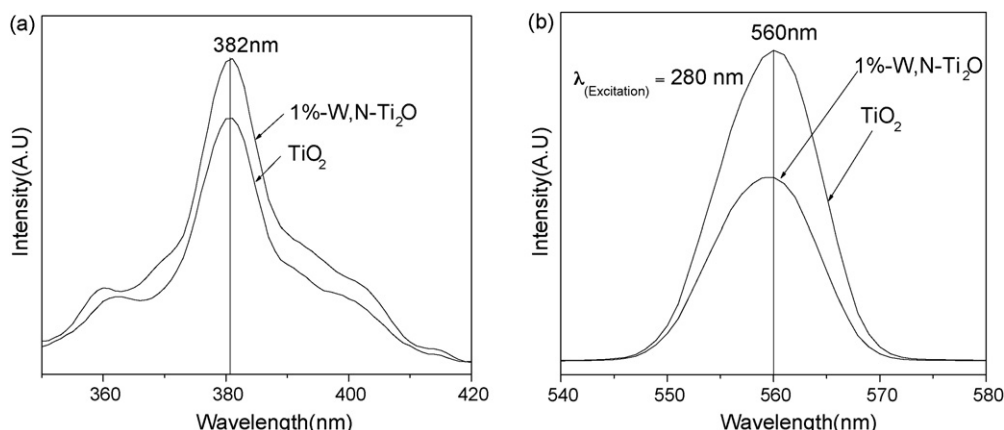 (a)
382nm
1%-W,N-Ti₂O
TiO₂
Intensity(A.U)
360 380 400 420
Wavelength(nm)
(b)
560nm
λ(Excitation) = 280 nm
1%-W,N-Ti₂O
TiO₂
Intensity(A.U)
540 550 560 570 580
Wavelength(nm)